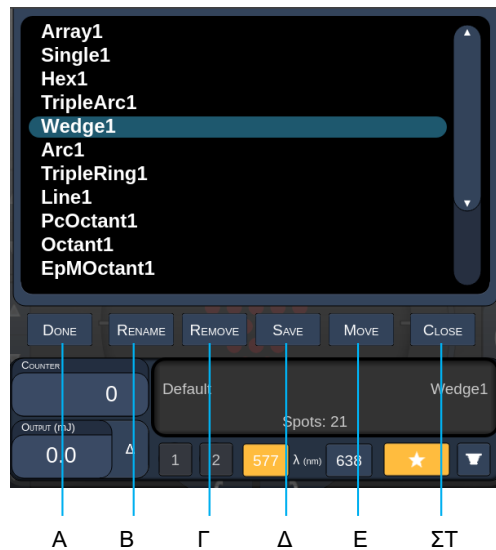 Array1
Single1
Hex1
TripleArc1
Wedge1
Arc1
TripleRing1
Line1
PcOctant1
Octant1
EpMOctant1
DONE RENAME REMOVE SAVE MOVE CLOSE
COUNTER
0
Default Wedge1
Spots: 21
OUTPUT (mJ)
0.0 Δ
1 2 577 λ (nm) 638
Α Β Γ Δ Ε ΣΤ